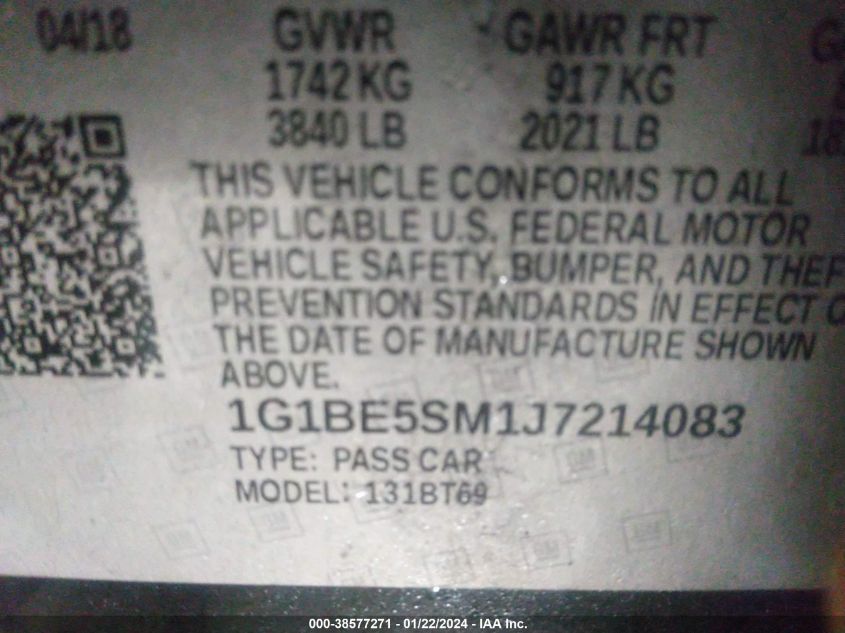 04/18 GVWR GAWR FRT
1742 KG 917 KG
3840 LB 2021 LB
THIS VEHICLE CONFORMS TO ALL
APPLICABLE U.S. FEDERAL MOTOR
VEHICLE SAFETY, BUMPER, AND THEF
PREVENTION STANDARDS IN EFFECT
THE DATE OF MANUFACTURE SHOWN
ABOVE.
1G1BE5SM1J7214083
TYPE: PASS CAR
MODEL: 131BT69
000-38577271 - 01/22/2024 - IAA Inc.